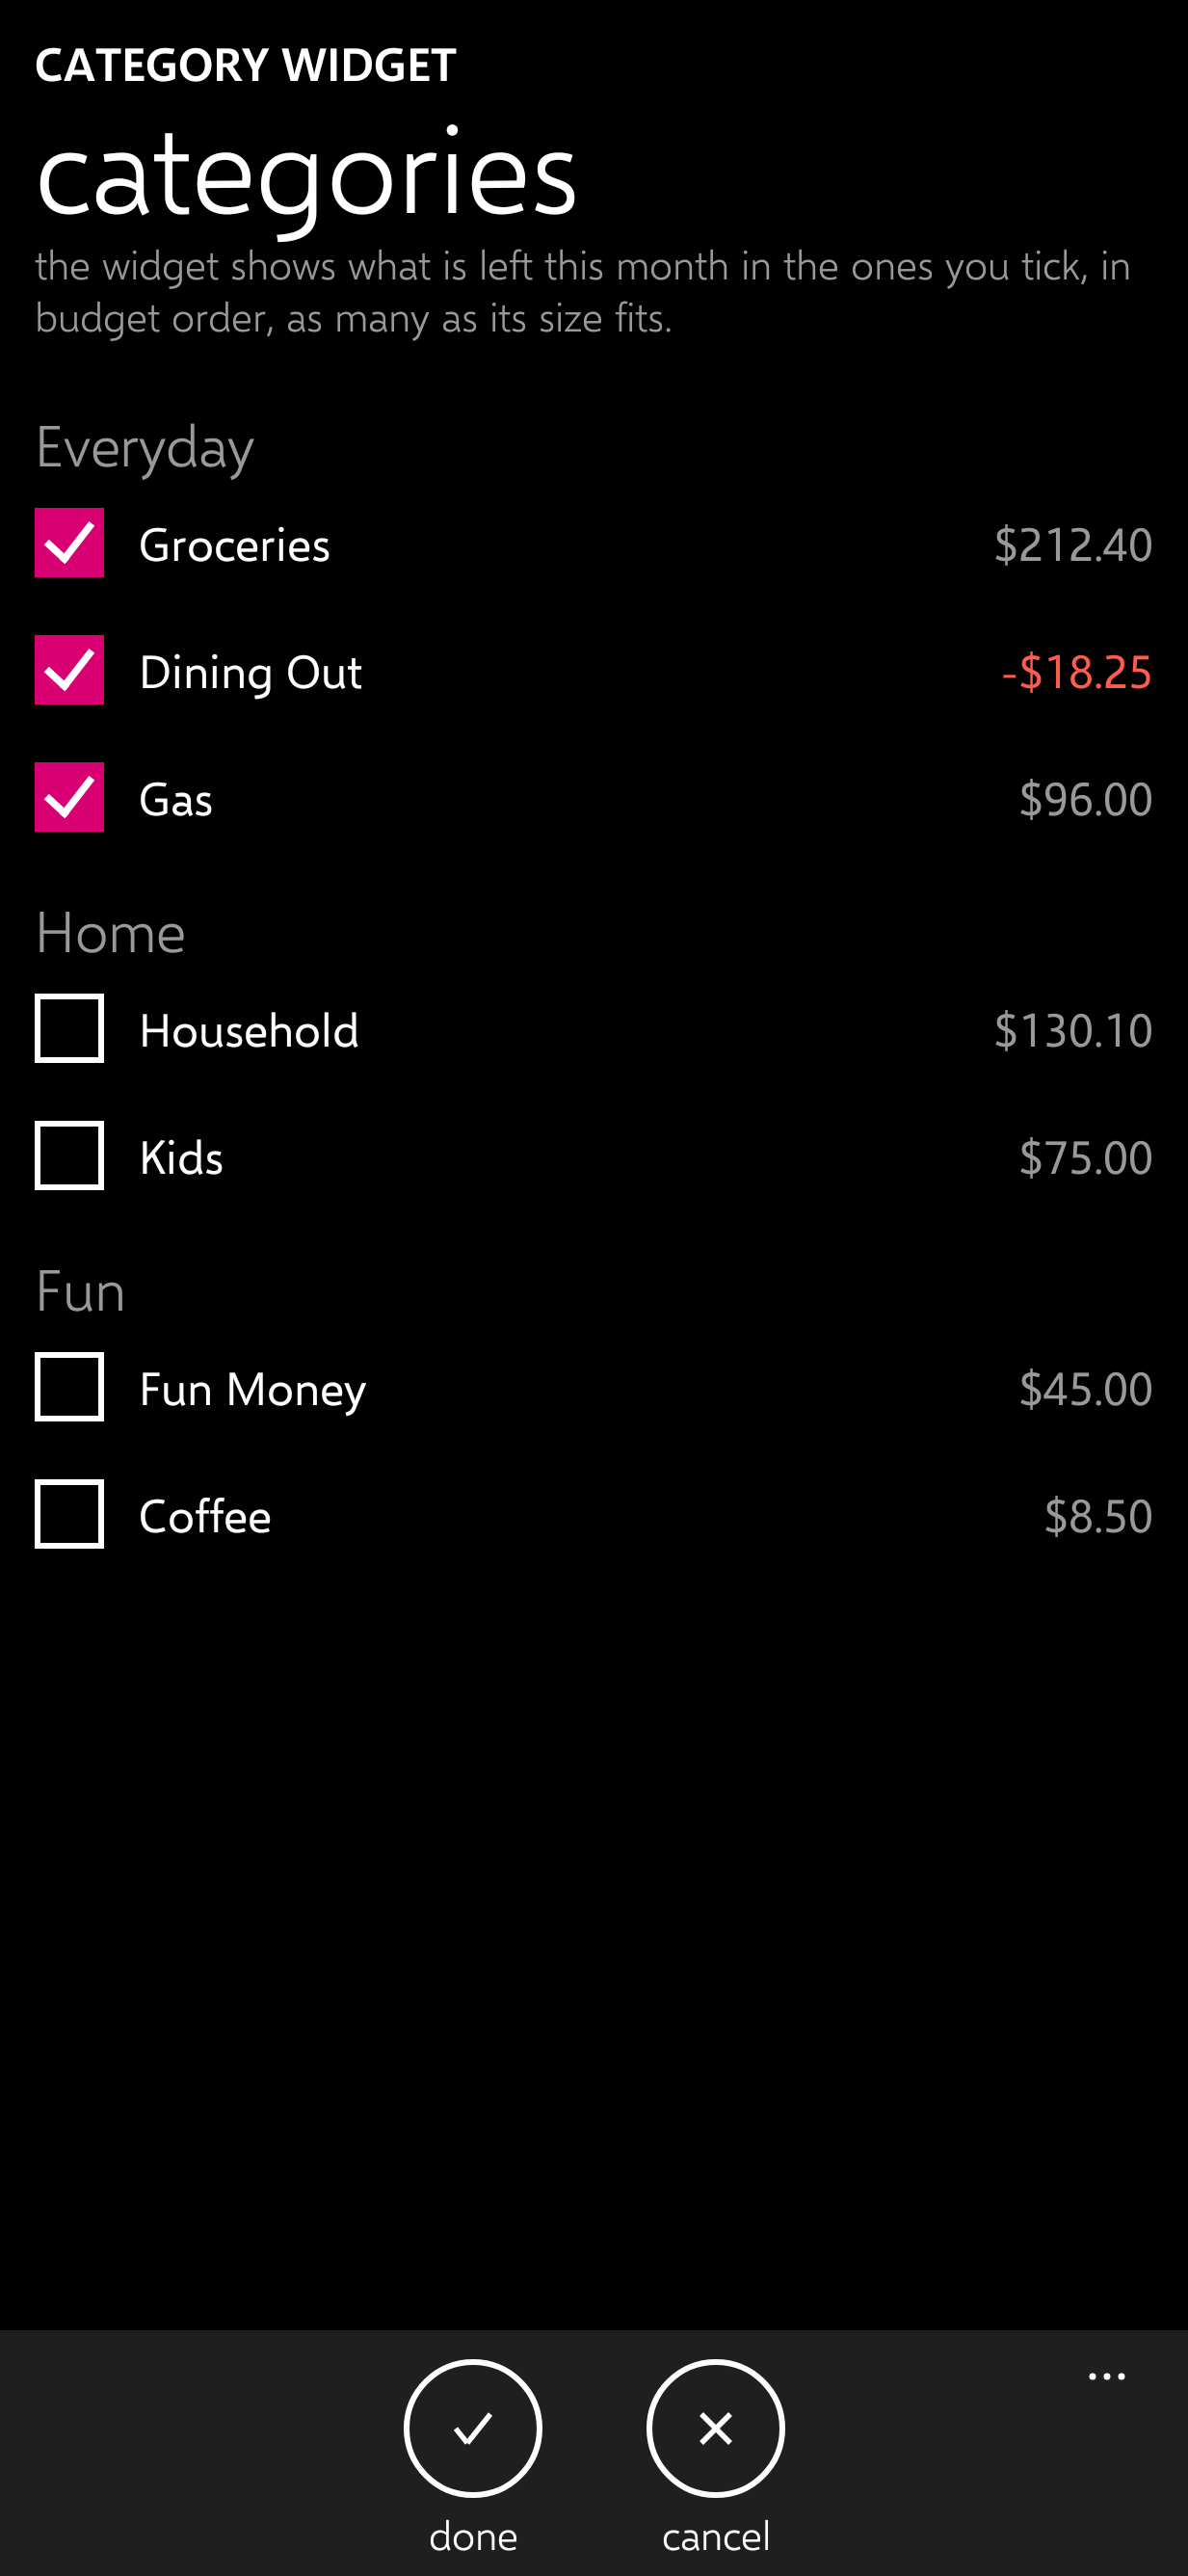 CATEGORY WIDGET
categories
the widget shows what is left this month in the ones you tick, in
budget order, as many as its size fits.
Everyday
Groceries $212.40
Dining Out -$18.25
Gas $96.00
Home
Household $130.10
Kids $75.00
Fun
Fun Money $45.00
Coffee $8.50
done cancel